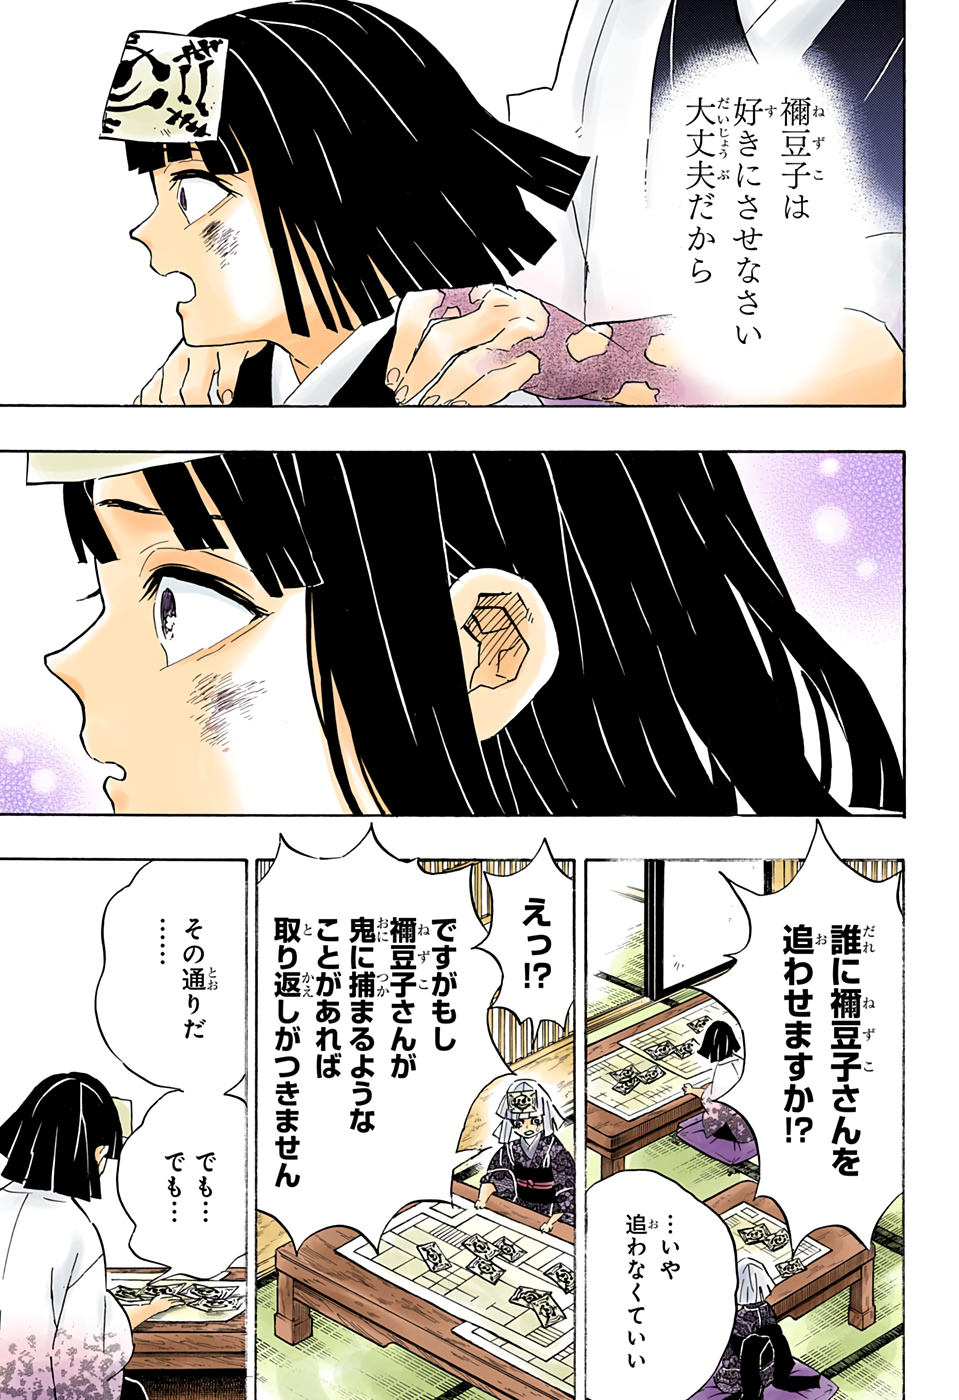 禰豆子は
好きにさせなさい
大丈夫だから
誰に禰豆子さんを
追わせますか!?
…いや
追わなくていい
えっ!?
ですがもし
禰豆子さんが
鬼に捕まるような
ことがあれば
取り返しがつきません
その通りだ
……
でも…
でも…